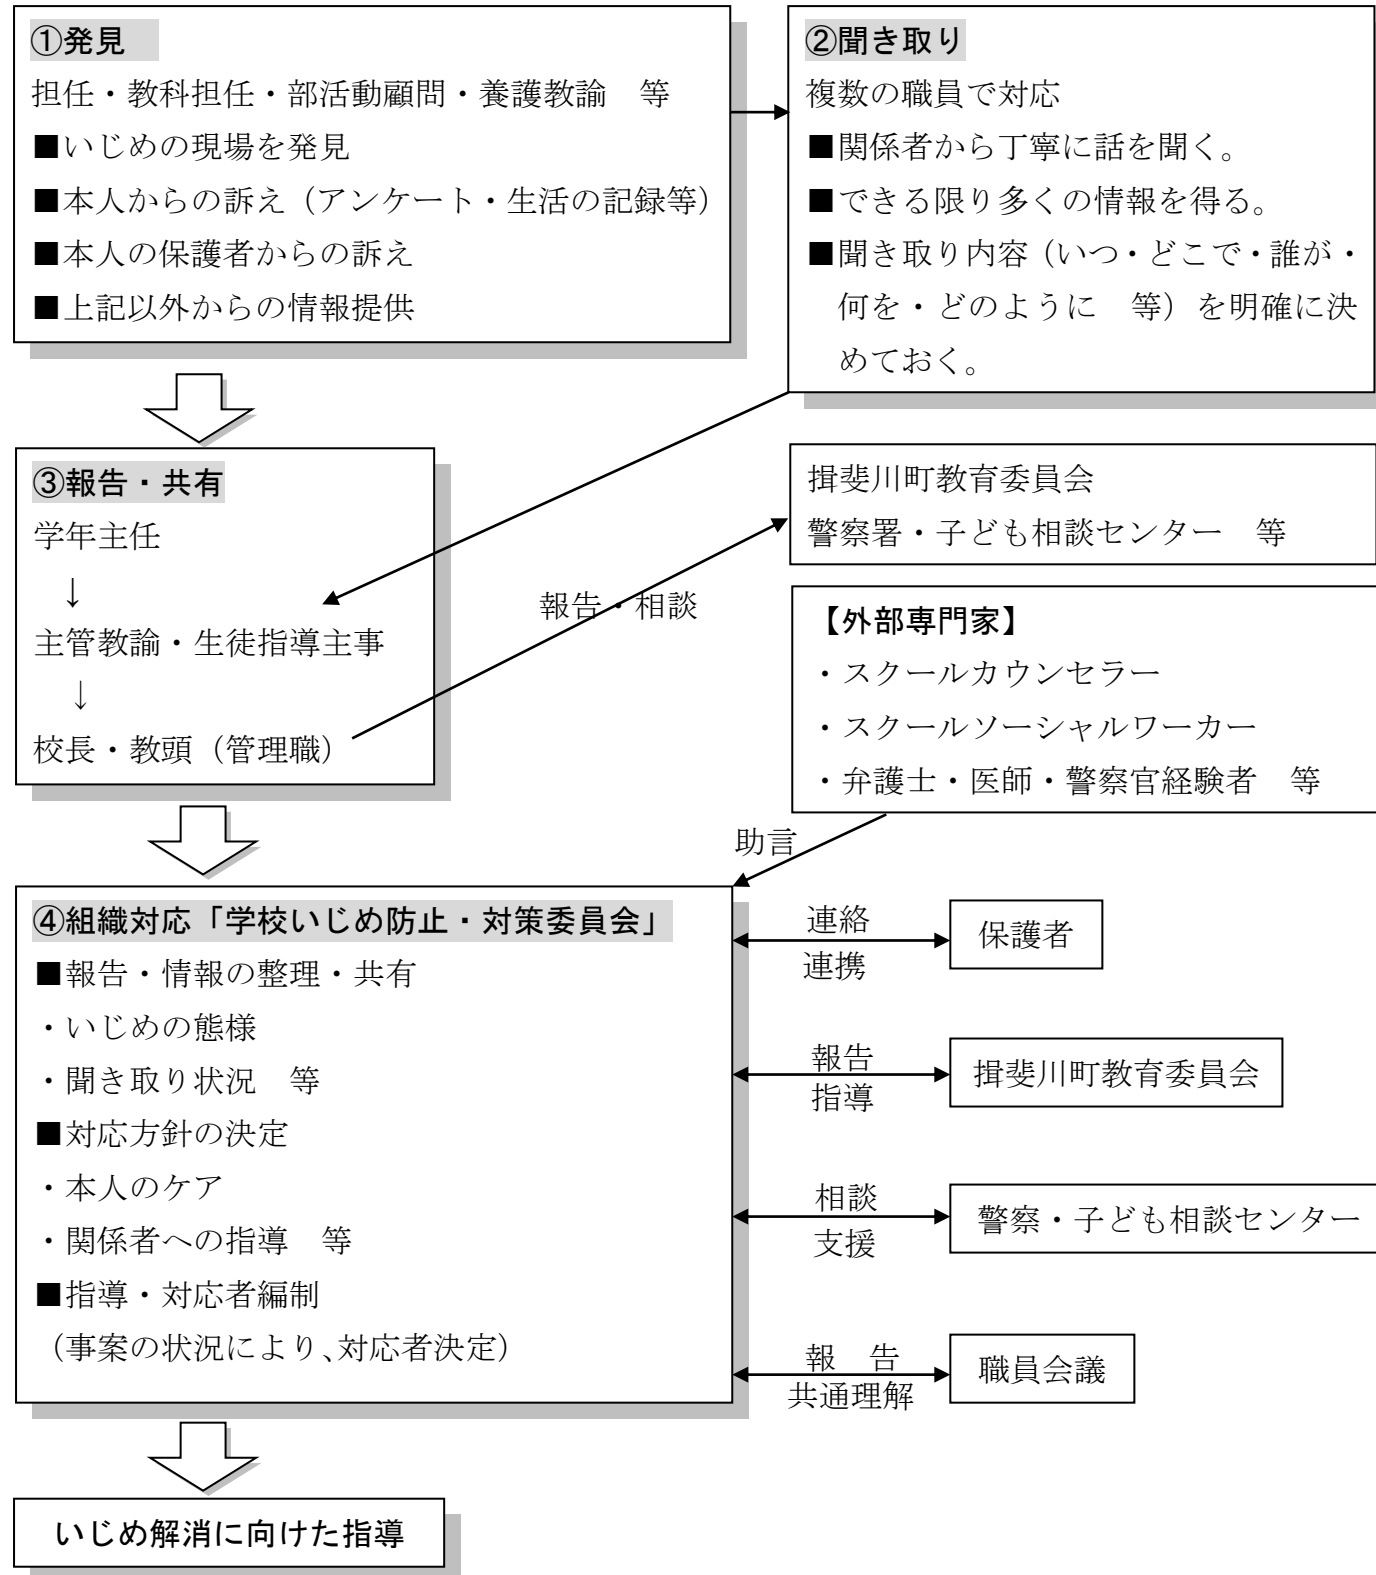 ①発見
担任・教科担任・部活動顧問・養護教諭　等
■いじめの現場を発見
■本人からの訴え（アンケート・生活の記録等）
■本人の保護者からの訴え
■上記以外からの情報提供
②聞き取り
複数の職員で対応
■関係者から丁寧に話を聞く。
■できる限り多くの情報を得る。
■聞き取り内容（いつ・どこで・誰が・
何を・どのように　等）を明確に決
めておく。
③報告・共有
学年主任
↓
主管教諭・生徒指導主事
↓
校長・教頭（管理職）
報告・相談
揖斐川町教育委員会
警察署・子ども相談センター　等
【外部専門家】
・スクールカウンセラー
・スクールソーシャルワーカー
・弁護士・医師・警察官経験者　等
助言
④組織対応「学校いじめ防止・対策委員会」
■報告・情報の整理・共有
・いじめの態様
・聞き取り状況　等
■対応方針の決定
・本人のケア
・関係者への指導　等
■指導・対応者編制
（事案の状況により、対応者決定）
連絡
連携
保護者
報告
指導
揖斐川町教育委員会
相談
支援
警察・子ども相談センター
報　告
共通理解
職員会議
いじめ解消に向けた指導